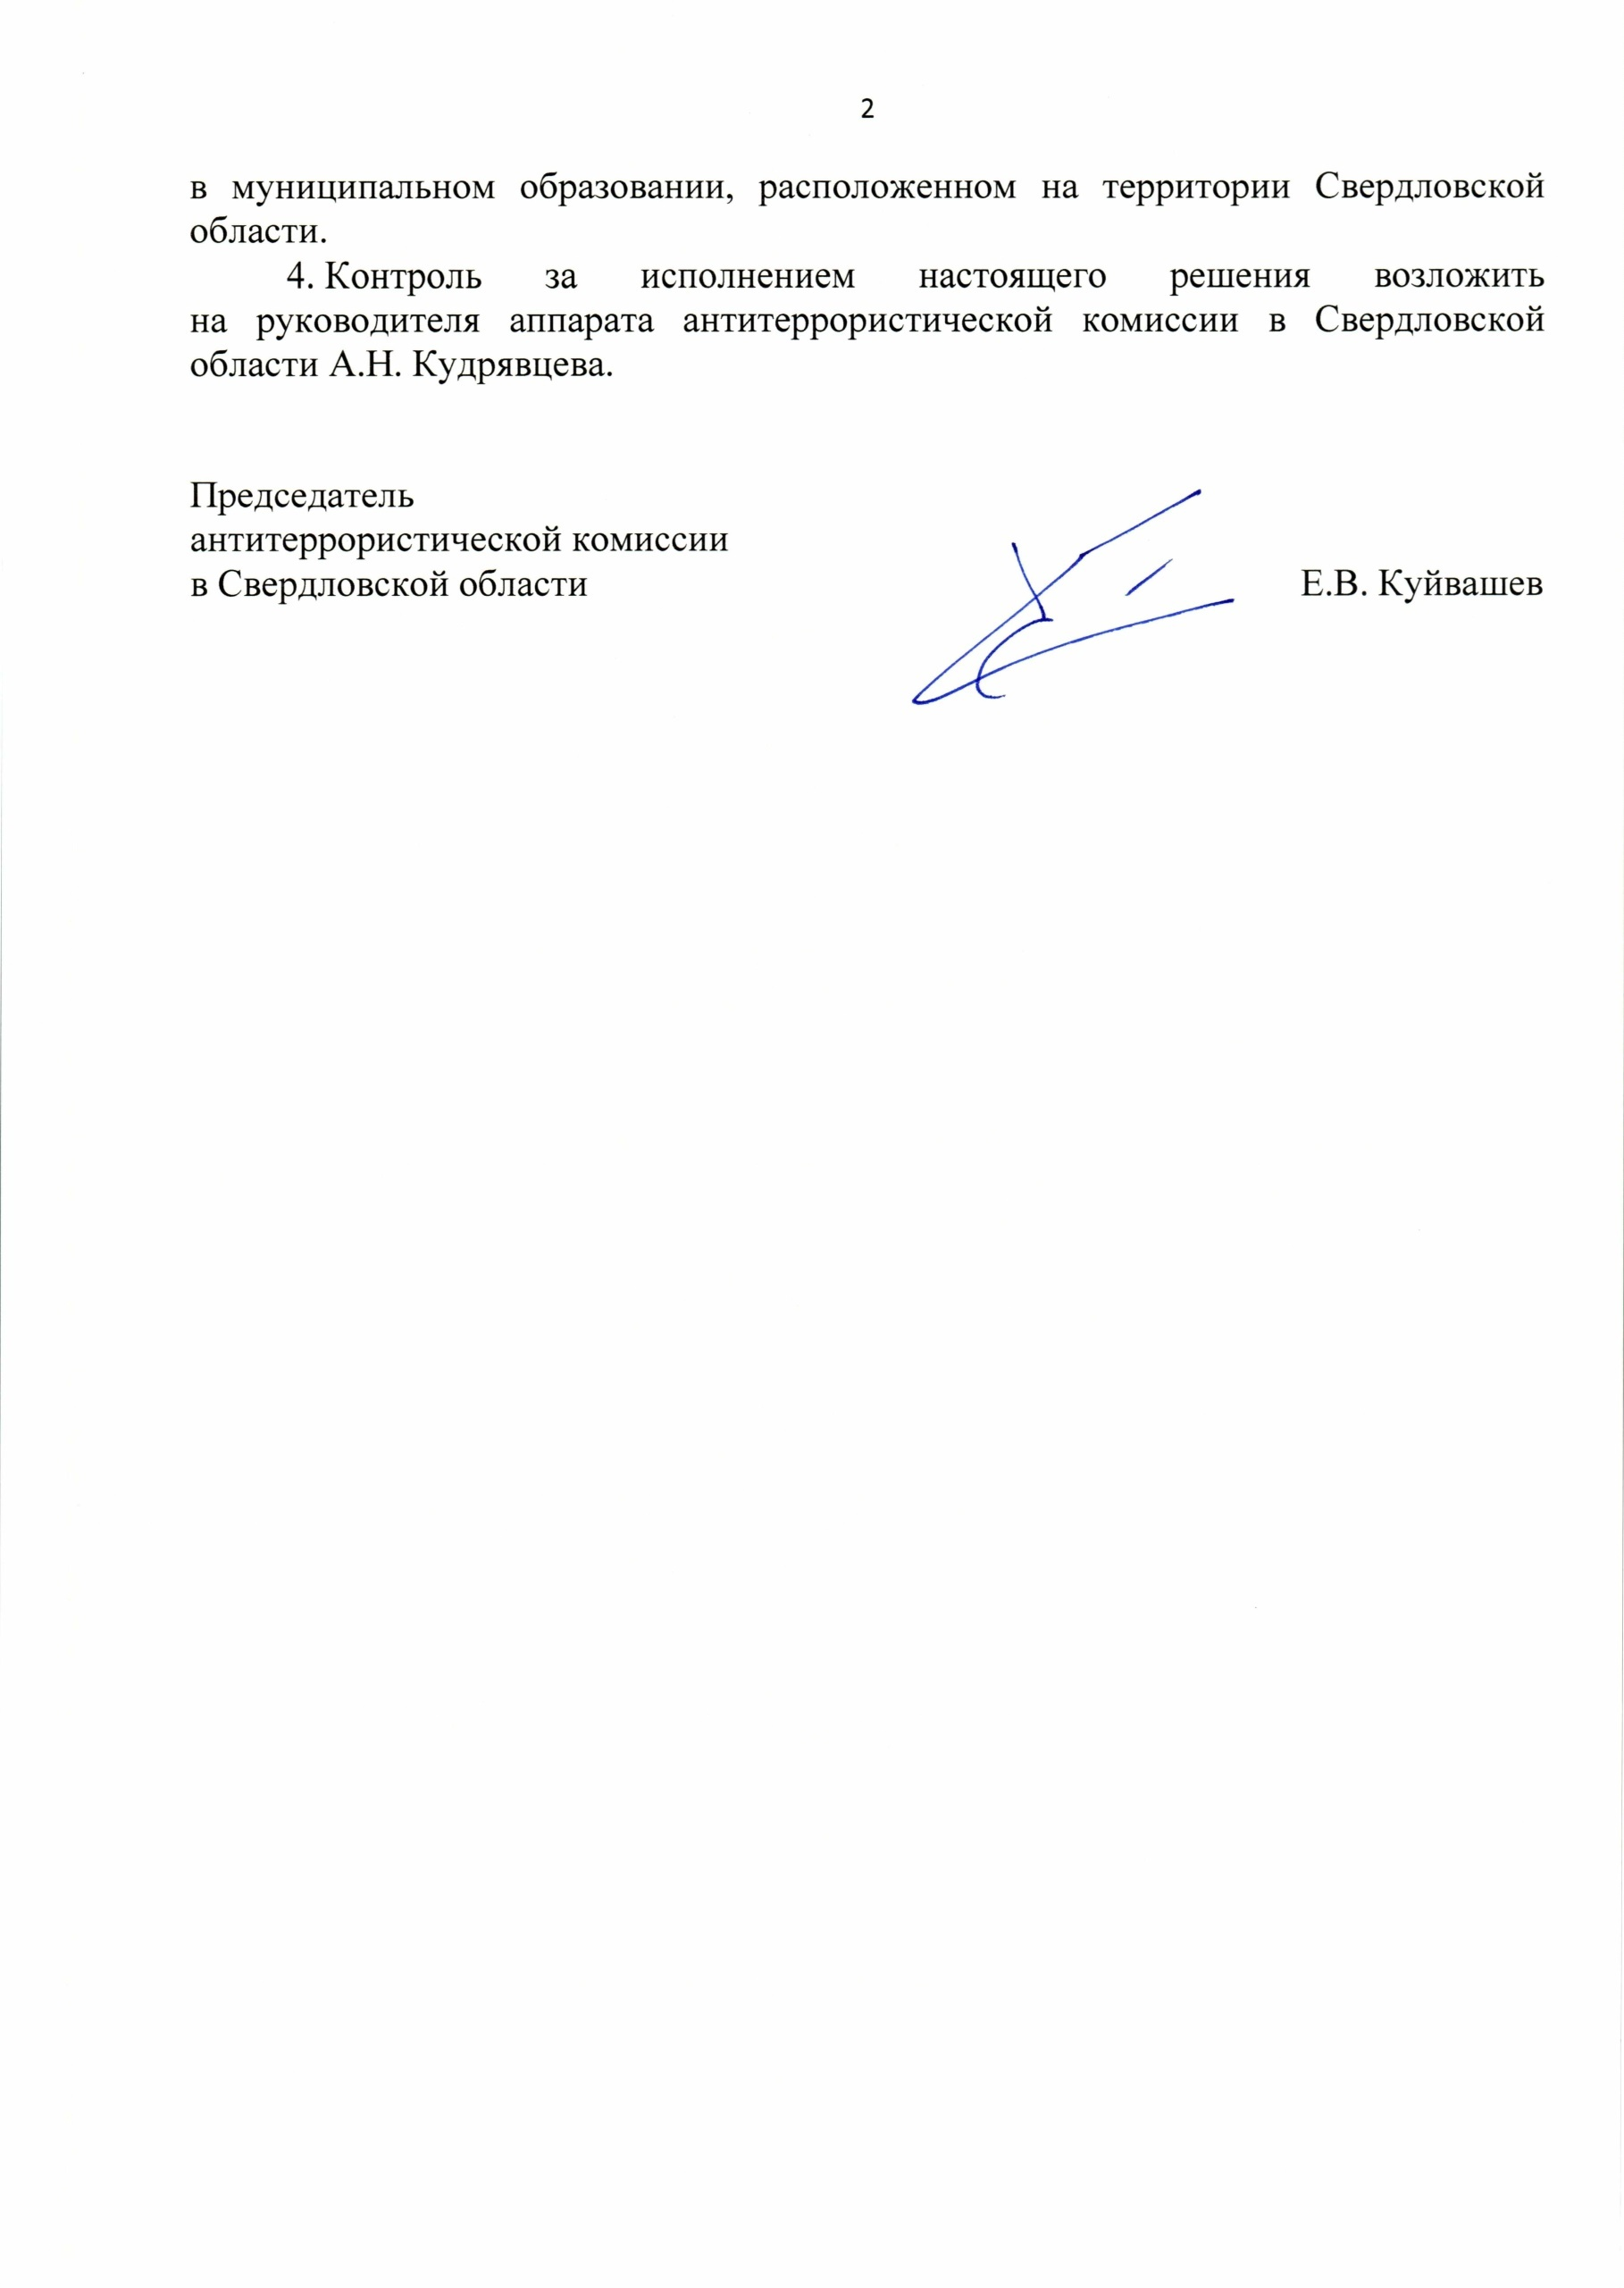 2
в муниципальном образовании, расположенном на территории Свердловской
области.
4. Контроль за исполнением настоящего решения возложить
на руководителя аппарата антитеррористической комиссии в Свердловской
области А.Н. Кудрявцева.
Председатель
антитеррористической комиссии
в Свердловской области
Е.В. Куйвашев